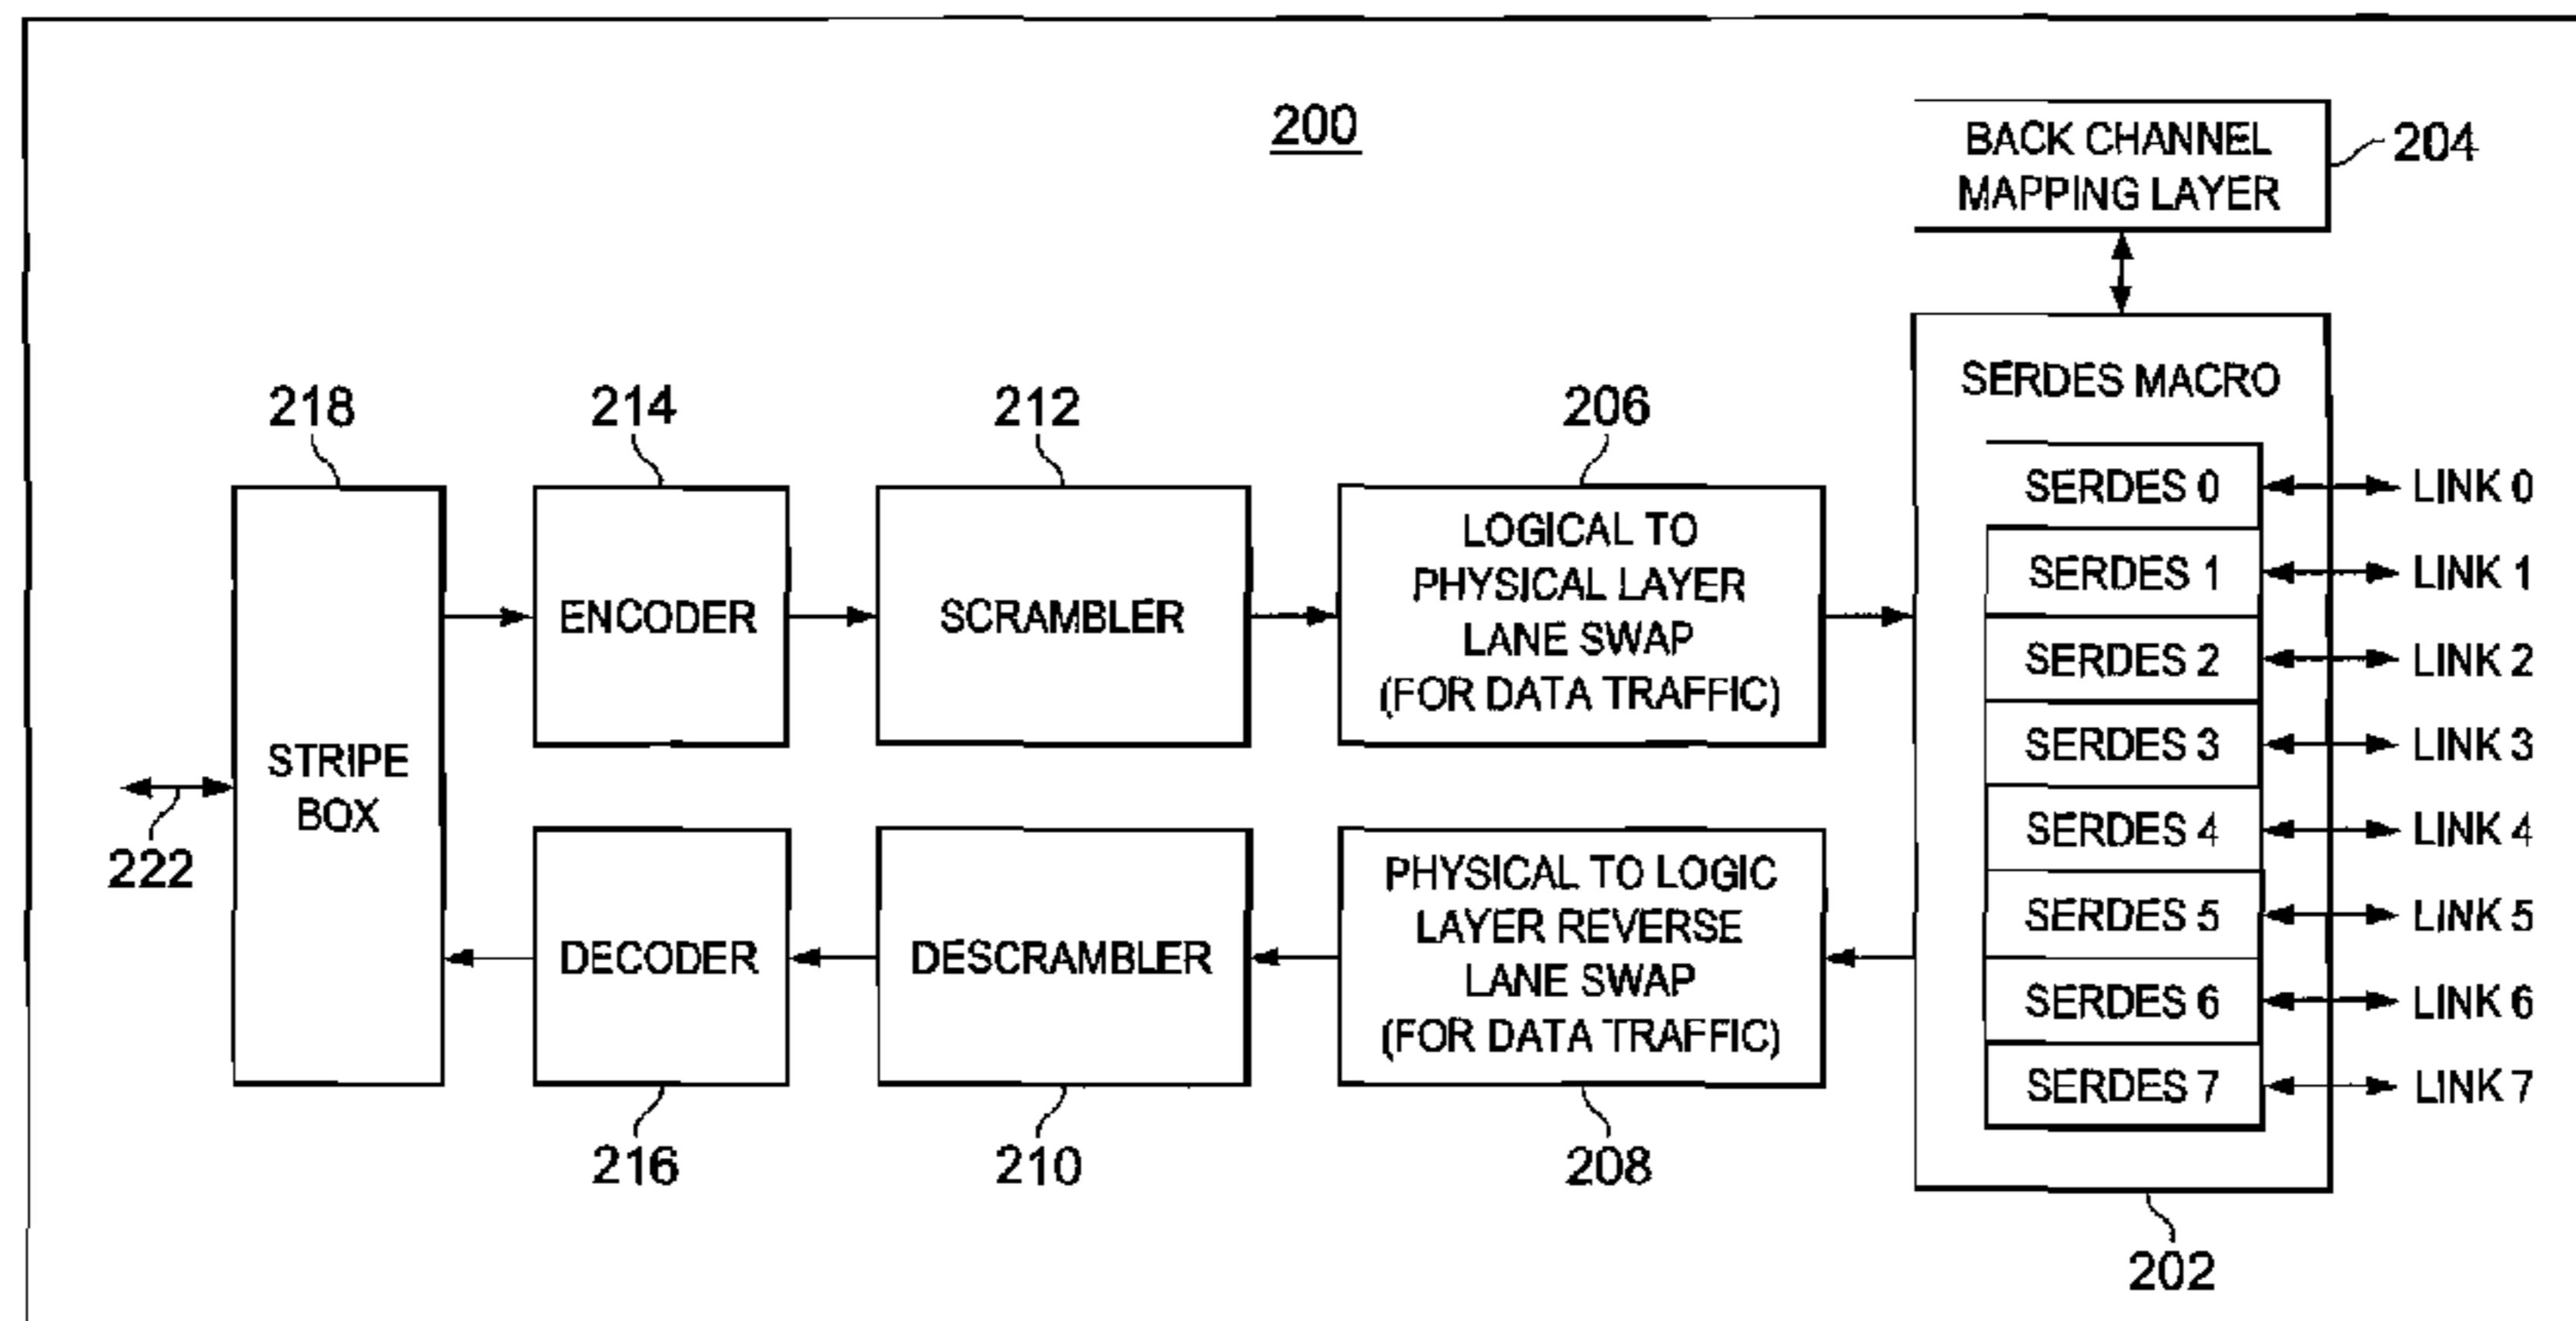 200
BACK CHANNEL
MAPPING LAYER
204
SERDES MACRO
218
214
212
206
STRIPE
BOX
ENCODER
SCRAMBLER
LOGICAL TO
PHYSICAL LAYER
LANE SWAP
(FOR DATA TRAFFIC)
SERDES 0
LINK 0
SERDES 1
LINK 1
SERDES 2
LINK 2
SERDES 3
LINK 3
SERDES 4
LINK 4
SERDES 5
LINK 5
SERDES 6
LINK 6
SERDES 7
LINK 7
222
DECODER
DESCRAMBLER
PHYSICAL TO LOGIC
LAYER REVERSE
LANE SWAP
(FOR DATA TRAFFIC)
216
210
208
202